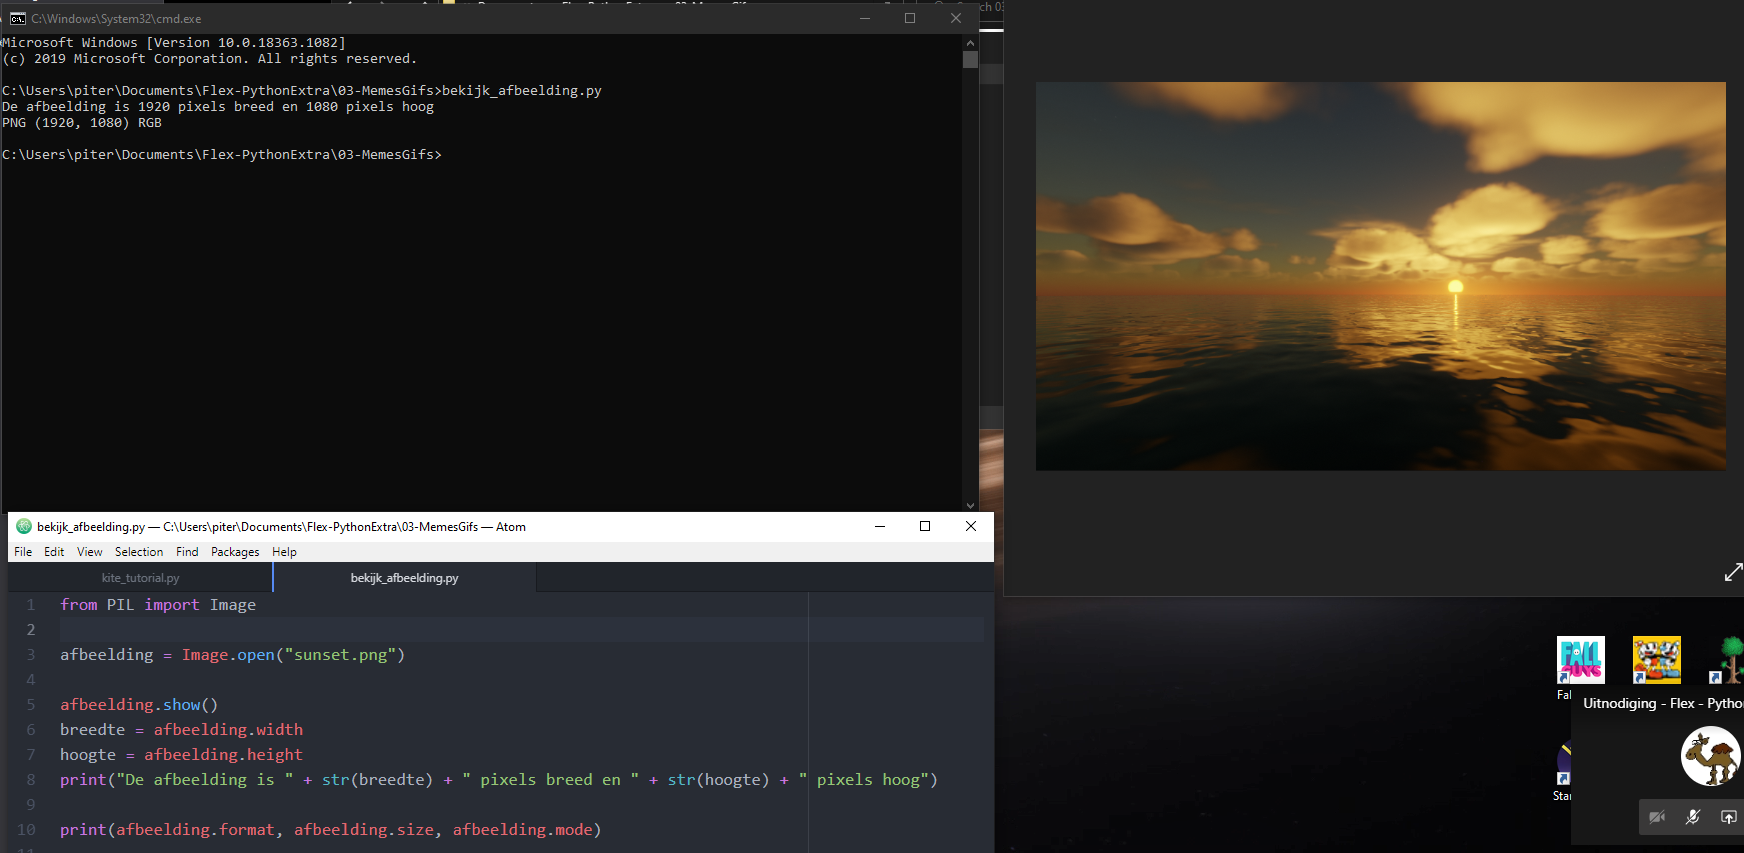 C:\Windows\System32\cmd.exe
Microsoft Windows [Version 10.0.18363.1082]
(c) 2019 Microsoft Corporation. All rights reserved.
C:\Users\piter\Documents\Flex-PythonExtra\03-MemesGifs>bekijk_afbeelding.py
De afbeelding is 1920 pixels breed en 1080 pixels hoog
PNG (1920, 1080) RGB
C:\Users\piter\Documents\Flex-PythonExtra\03-MemesGifs>
bekijk_afbeelding.py — C:\Users\piter\Documents\Flex-PythonExtra\03-MemesGifs — Atom
File Edit View Selection Find Packages Help
kite_tutorial.py bekijk_afbeelding.py
1 from PIL import Image
2
3 afbeelding = Image.open("sunset.png")
4
5 afbeelding.show()
6 breedte = afbeelding.width
7 hoogte = afbeelding.height
8 print("De afbeelding is " + str(breedte) + " pixels breed en " + str(hoogte) + " pixels hoog")
9
10 print(afbeelding.format, afbeelding.size, afbeelding.mode)
FALL GUYS
Fal
Uitnodiging - Flex - Pytho
Star